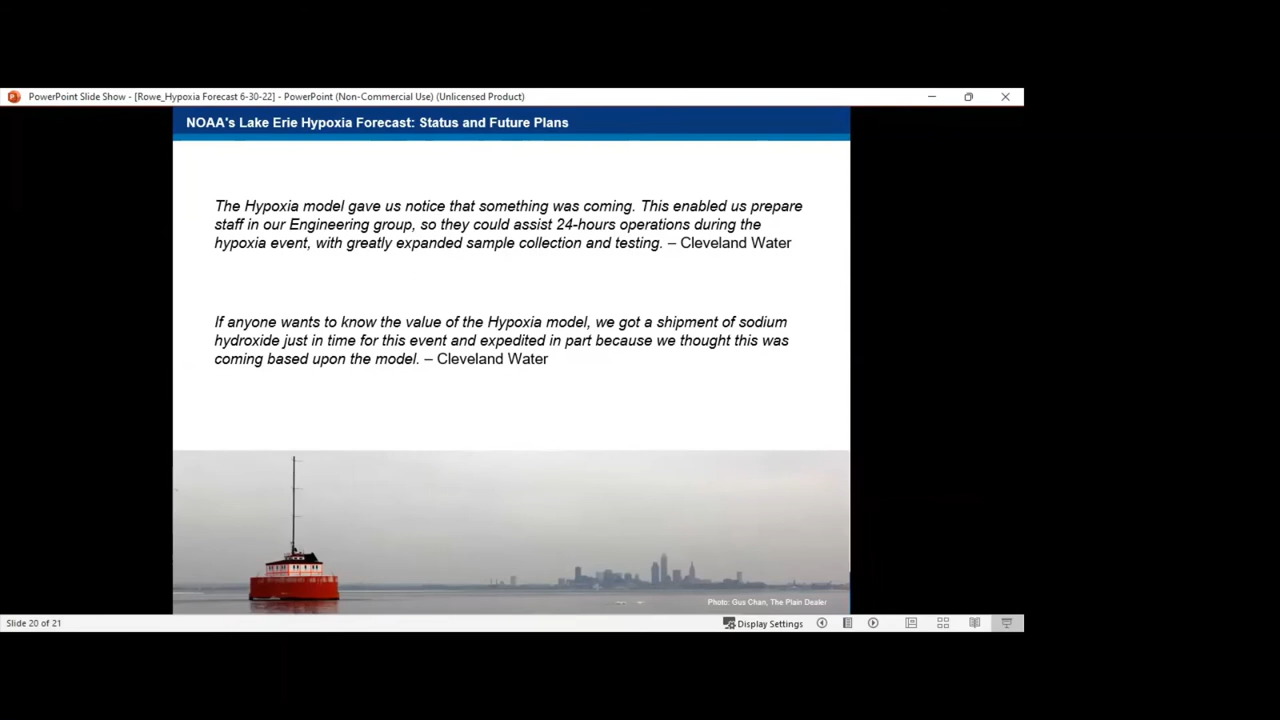 PowerPoint Slide Show - [Rowe_Hypoxia Forecast 6-30-22] - PowerPoint (Non-Commercial Use) (Unlicensed Product)
NOAA's Lake Erie Hypoxia Forecast: Status and Future Plans
The Hypoxia model gave us notice that something was coming. This enabled us prepare
staff in our Engineering group, so they could assist 24-hours operations during the
hypoxia event, with greatly expanded sample collection and testing. – Cleveland Water
If anyone wants to know the value of the Hypoxia model, we got a shipment of sodium
hydroxide just in time for this event and expedited in part because we thought this was
coming based upon the model. – Cleveland Water
Photo: Gus Chan, The Plain Dealer
Slide 20 of 21
Display Settings